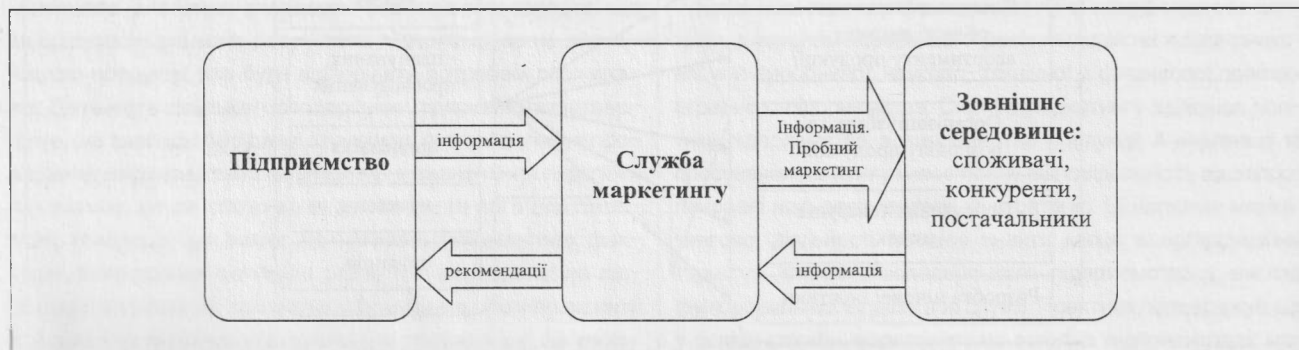 Підприємство
інформація
рекомендації
Служба
маркетингу
Інформація.
Пробний
маркетинг
інформація
Зовнішнє
середовище:
споживачі,
конкуренти,
постачальники